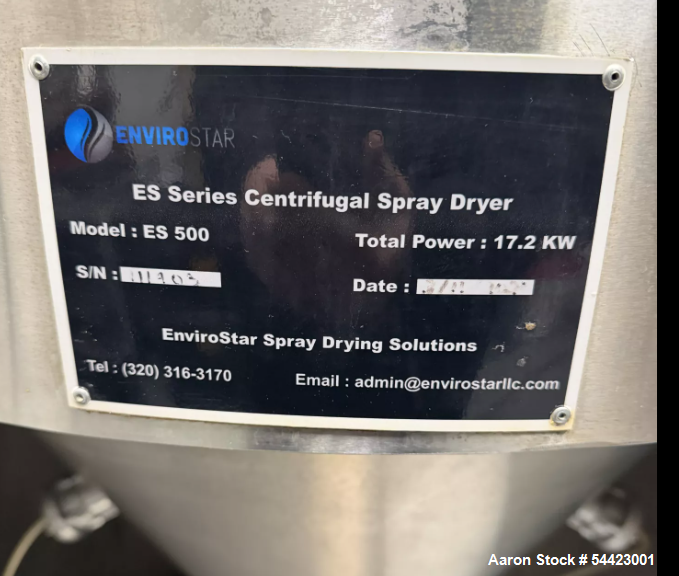 ENVIROSTAR
ES Series Centrifugal Spray Dryer
Model : ES 500
Total Power : 17.2 KW
S/N :
Date :
EnviroStar Spray Drying Solutions
Tel : (320) 316-3170
Email : admin@envirostarllc.com
Aaron Stock # 54423001